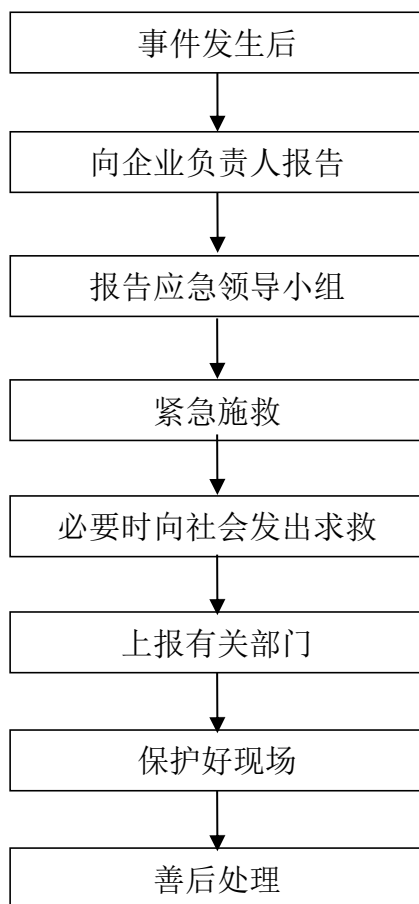 事件发生后
向企业负责人报告
报告应急领导小组
紧急施救
必要时向社会发出求救
上报有关部门
保护好现场
善后处理